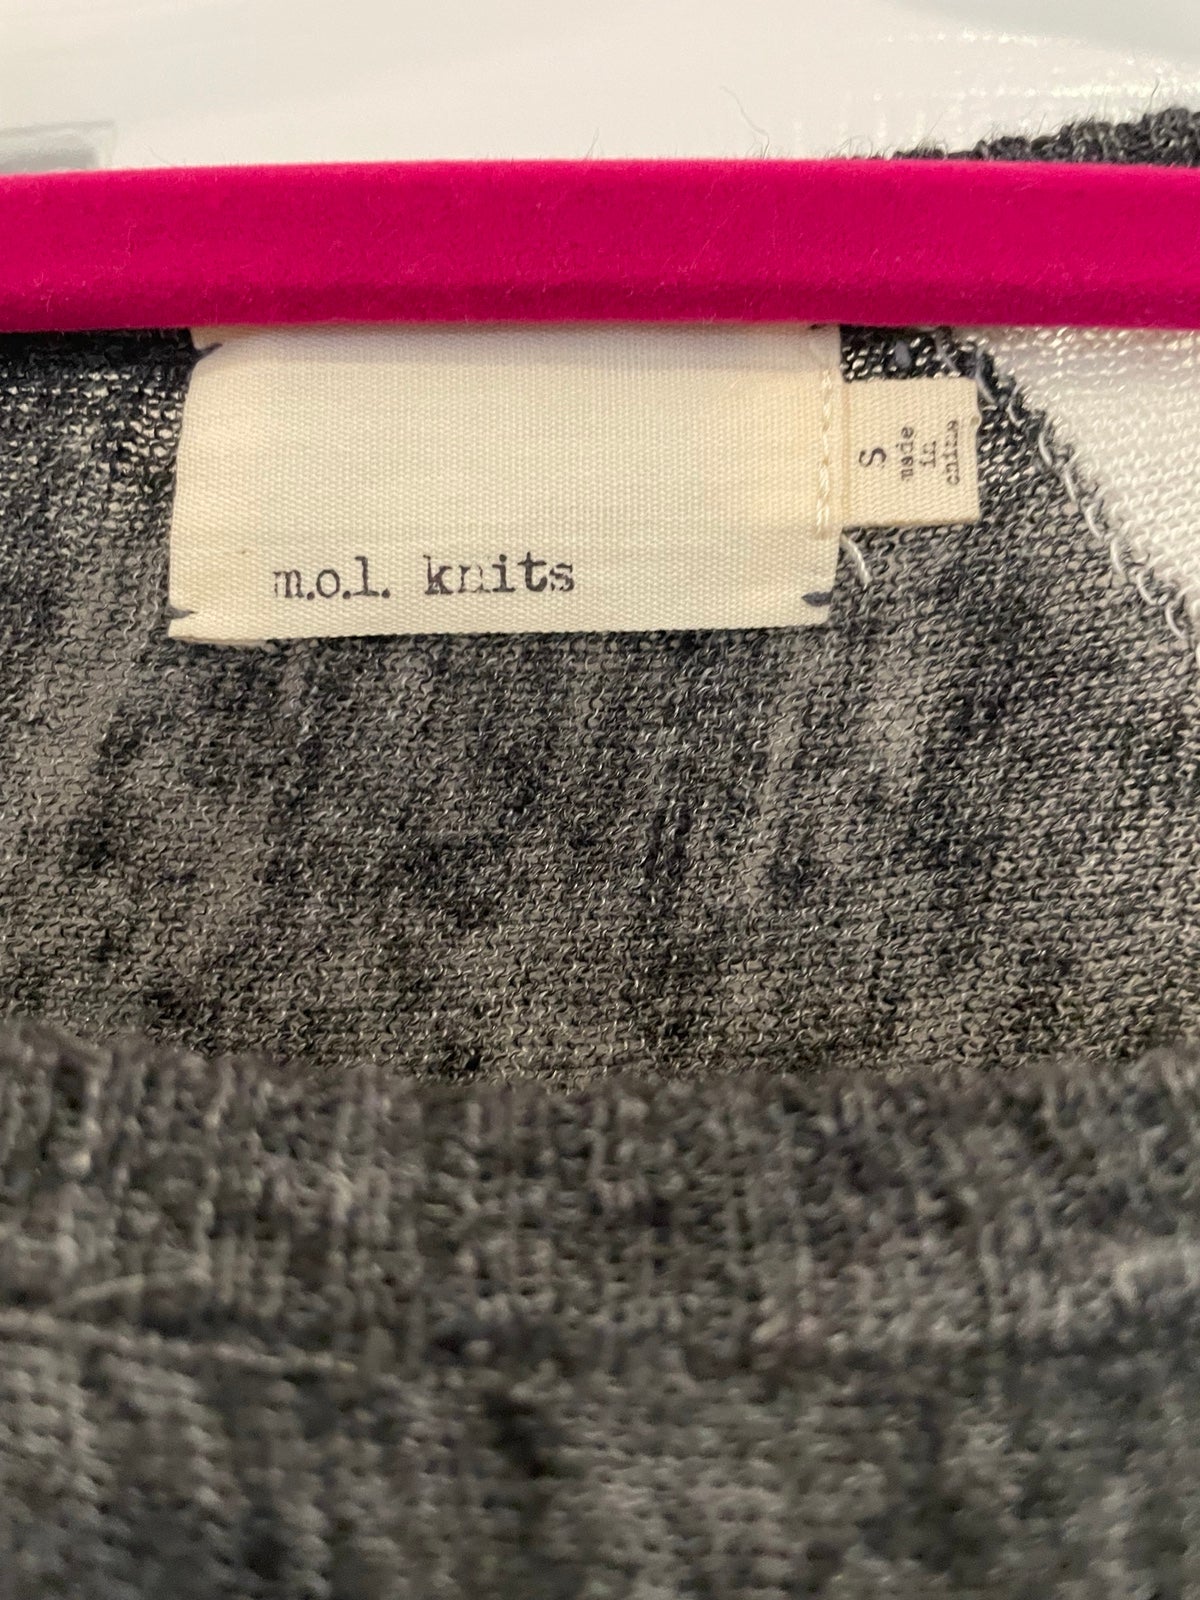 m.o.l. knits
S
made
in
china